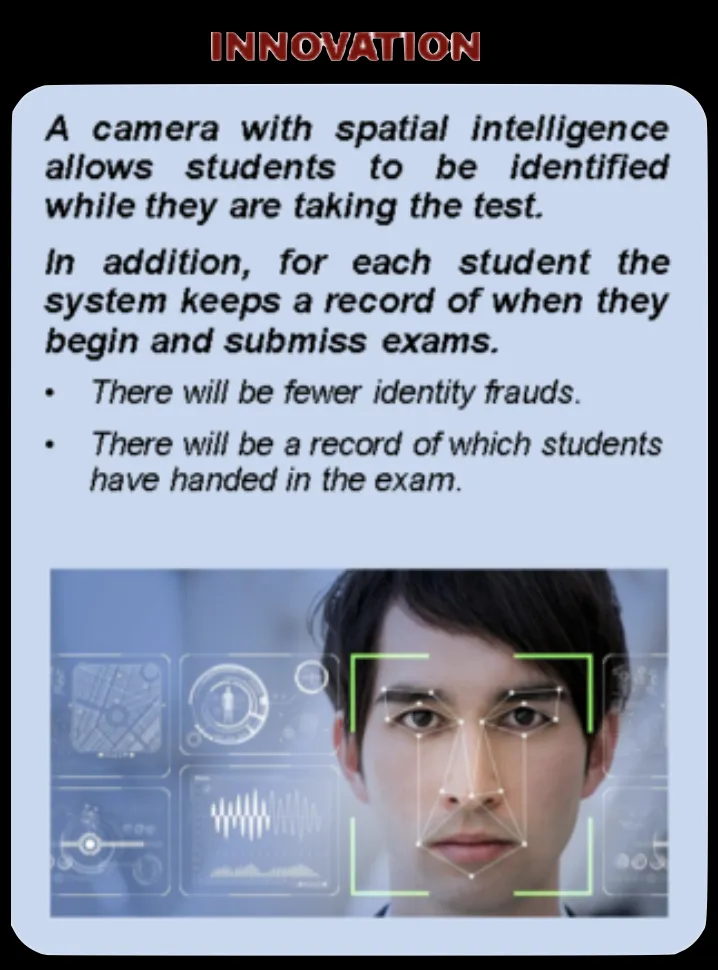 INNOVATION
A camera with spatial intelligence
allows students to be identified
while they are taking the test.
In addition, for each student the
system keeps a record of when they
begin and submiss exams.
• There will be fewer identity frauds.
• There will be a record of which students
have handed in the exam.